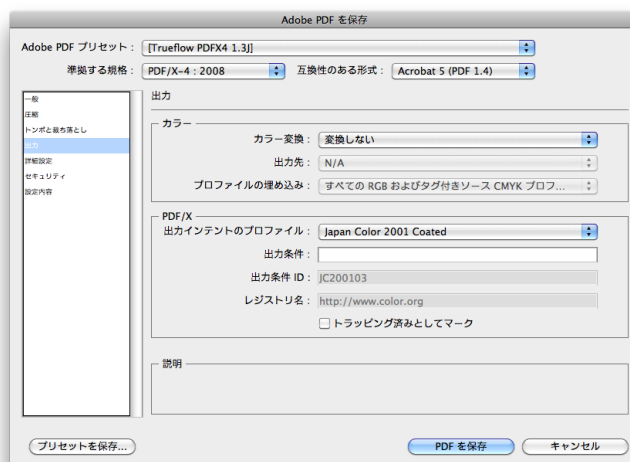 Adobe PDF を保存
Adobe PDF プリセット： [Trueflow PDFX4 1.3J]
準拠する規格： PDF/X-4 : 2008 互換性のある形式： Acrobat 5 (PDF 1.4)
一般
圧縮
トンボと裁ち落とし
出力
詳細設定
セキュリティ
設定内容
出力
カラー
カラー変換： 変換しない
出力先： N/A
プロファイルの埋め込み： すべての RGB およびタグ付きソース CMYK プロフ...
PDF/X
出力インテントのプロファイル： Japan Color 2001 Coated
出力条件：
出力条件 ID： JC200103
レジストリ名： http://www.color.org
トラッピング済みとしてマーク
説明
プリセットを保存... PDF を保存 キャンセル